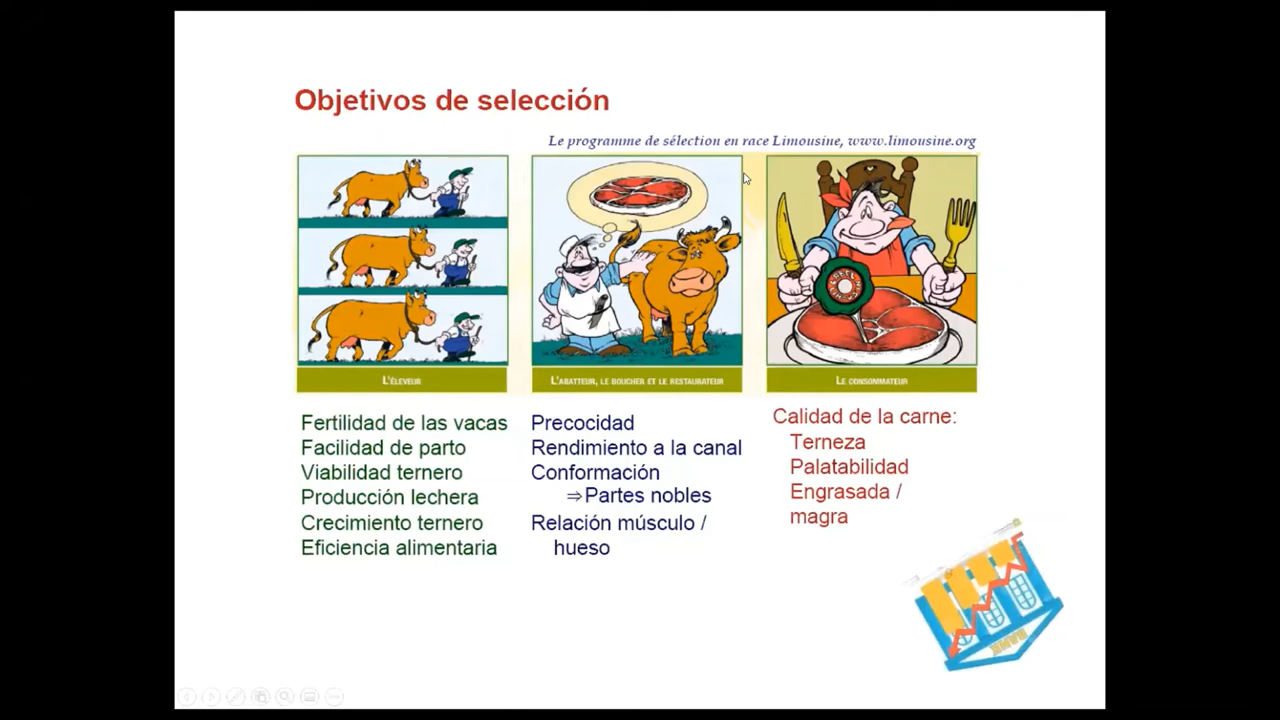 Objetivos de selección
Le programme de sélection en race Limousine, www.limousine.org
L'ÉLEVEUR
Fertilidad de las vacas
Facilidad de parto
Viabilidad ternero
Producción lechera
Crecimiento ternero
Eficiencia alimentaria
L'ABATTEUR, LE BOUCHER ET LE RESTAURATEUR
Precocidad
Rendimiento a la canal
Conformación
⇒Partes nobles
Relación músculo /
hueso
LE CONSOMMATEUR
Calidad de la carne:
Terneza
Palatabilidad
Engrasada /
magra
BANK